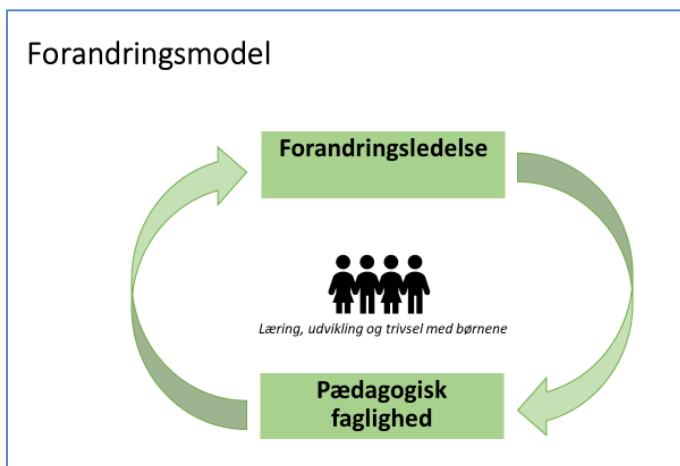 Forandringsmodel
Forandringsledelse
Læring, udvikling og trivsel med børnene
Pædagogisk
faglighed